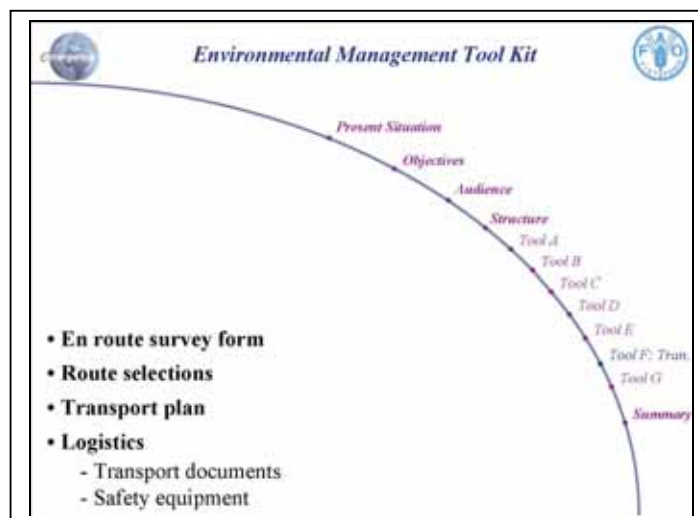 Environmental Management Tool Kit
F A O
Present Situation
Objectives
Audience
Structure
Tool A
Tool B
Tool C
Tool D
Tool E
Tool F: Tran.
Tool G
Summary
• En route survey form
• Route selections
• Transport plan
• Logistics
- Transport documents
- Safety equipment